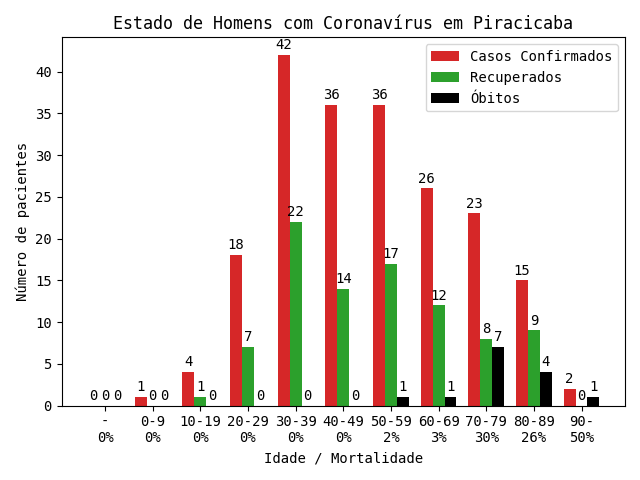 Estado de Homens com Coronavírus em Piracicaba
Casos Confirmados
Recuperados
Óbitos
Número de pacientes
40
35
30
25
20
15
10
5
0
0 0 0
1 0 0
4 1 0
18 7 0
42 22 0
36 14 0
36 17 1
26 12 1
23 8 7
15 9 4
2 0 1
- 0-9 10-19 20-29 30-39 40-49 50-59 60-69 70-79 80-89 90-
0% 0% 0% 0% 0% 0% 2% 3% 30% 26% 50%
Idade / Mortalidade